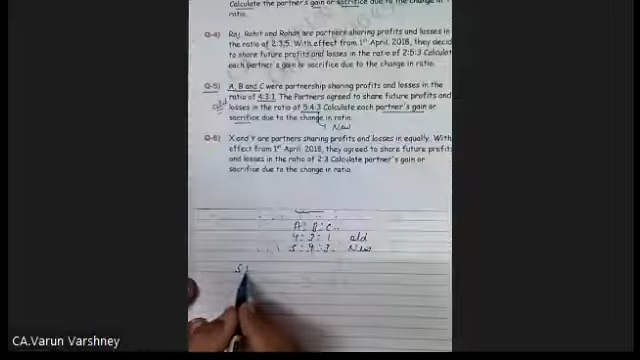 Calculate the partner's gain or sacrifice due to the change in
ratio.
Q-4) Raj, Rohit and Rohan are partners sharing profits and losses in
the ratio of 2:3:5. With effect from 1st April, 2018, they decid
to share future profits and losses in the ratio of 2:5:3 Calculat
each partner's gain or sacrifice due to the change in ratio.
Q-5) A, B and C were partnership sharing profits and losses in the
ratio of 4:3:1. The Partners agreed to share future profits and
old losses in the ratio of 5:4:3 Calculate each partner's gain or
sacrifice due to the change in ratio.
New
Q-6) X and Y are partners sharing profits and losses in equally. With
effect from 1st April, 2018, they agreed to share future profits
and losses in the ratio of 2:3 Calculate partner's gain or
sacrifice due to the change in ratio.
A : B : C
4 : 3 : 1 old
5 : 4 : 3 New
CA.Varun Varshney